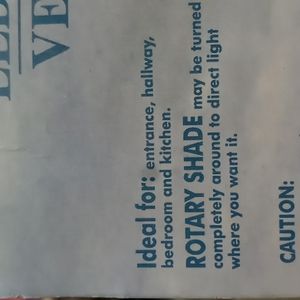 VE
Ideal for: entrance, hallway,
bedroom and kitchen.
ROTARY SHADE may be turned
completely around to direct light
where you want it.
CAUTION: